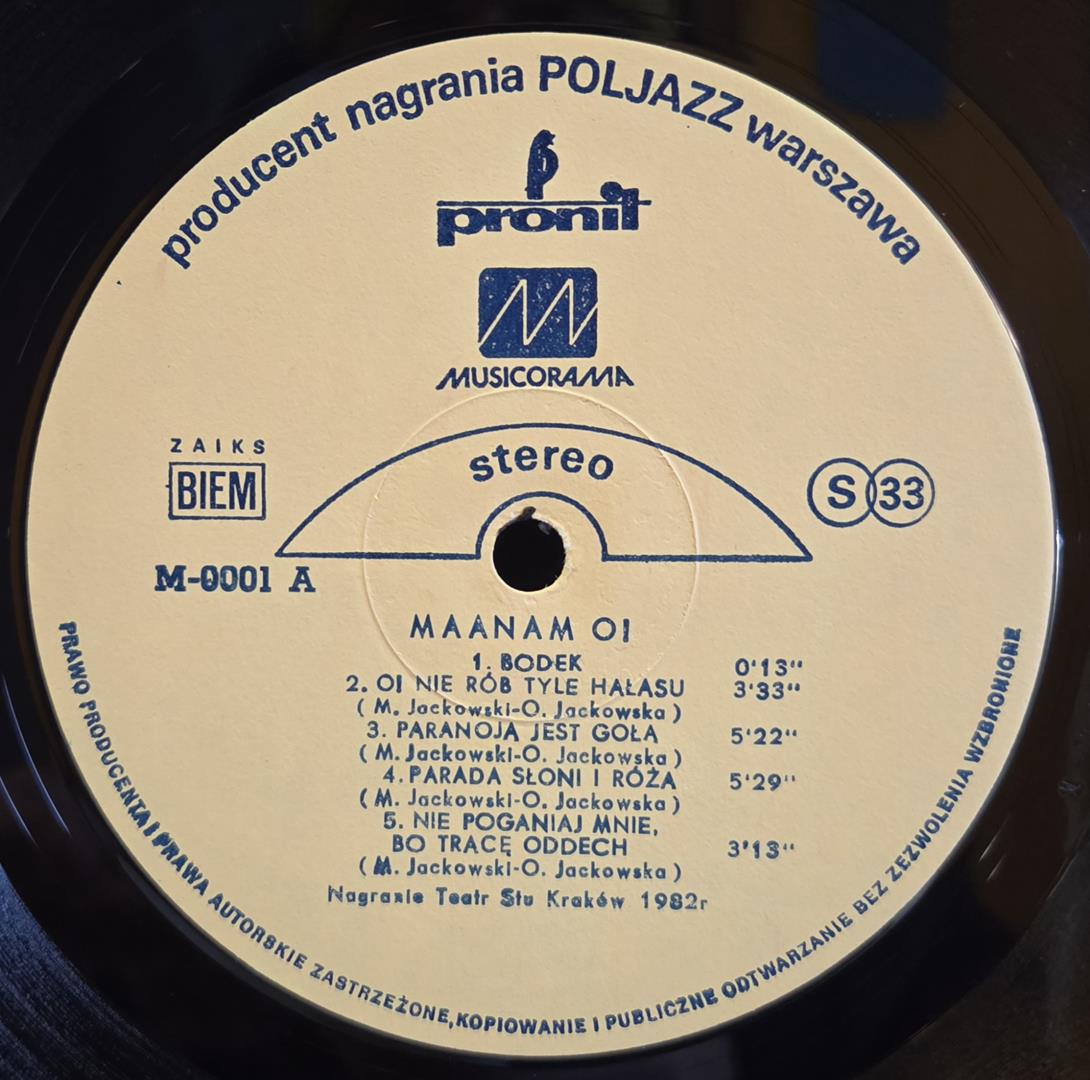 producent nagrania POLJAZZ warszawa
pronit
MUSICORAMA
ZAIKS
BIEM
stereo
S 33
M-0001 A
MAANAM OI
1. BODEK 0'13"
2. OI NIE RÓB TYLE HAŁASU 3'33"
( M. Jackowski-O. Jackowska )
3. PARANOJA JEST GOŁA 5'22"
( M. Jackowski-O. Jackowska )
4. PARADA SŁONI I RÓŻA 5'29"
( M. Jackowski-O. Jackowska )
5. NIE POGANIAJ MNIE,
BO TRACĘ ODDECH 3'13"
( M. Jackowski-O. Jackowska )
Nagranie Teatr Stu Kraków 1982r
PRAWO PRODUCENTA I PRAWA AUTORSKIE ZASTRZEŻONE, KOPIOWANIE I PUBLICZNE ODTWARZANIE BEZ ZEZWOLENIA WZBRONIONE